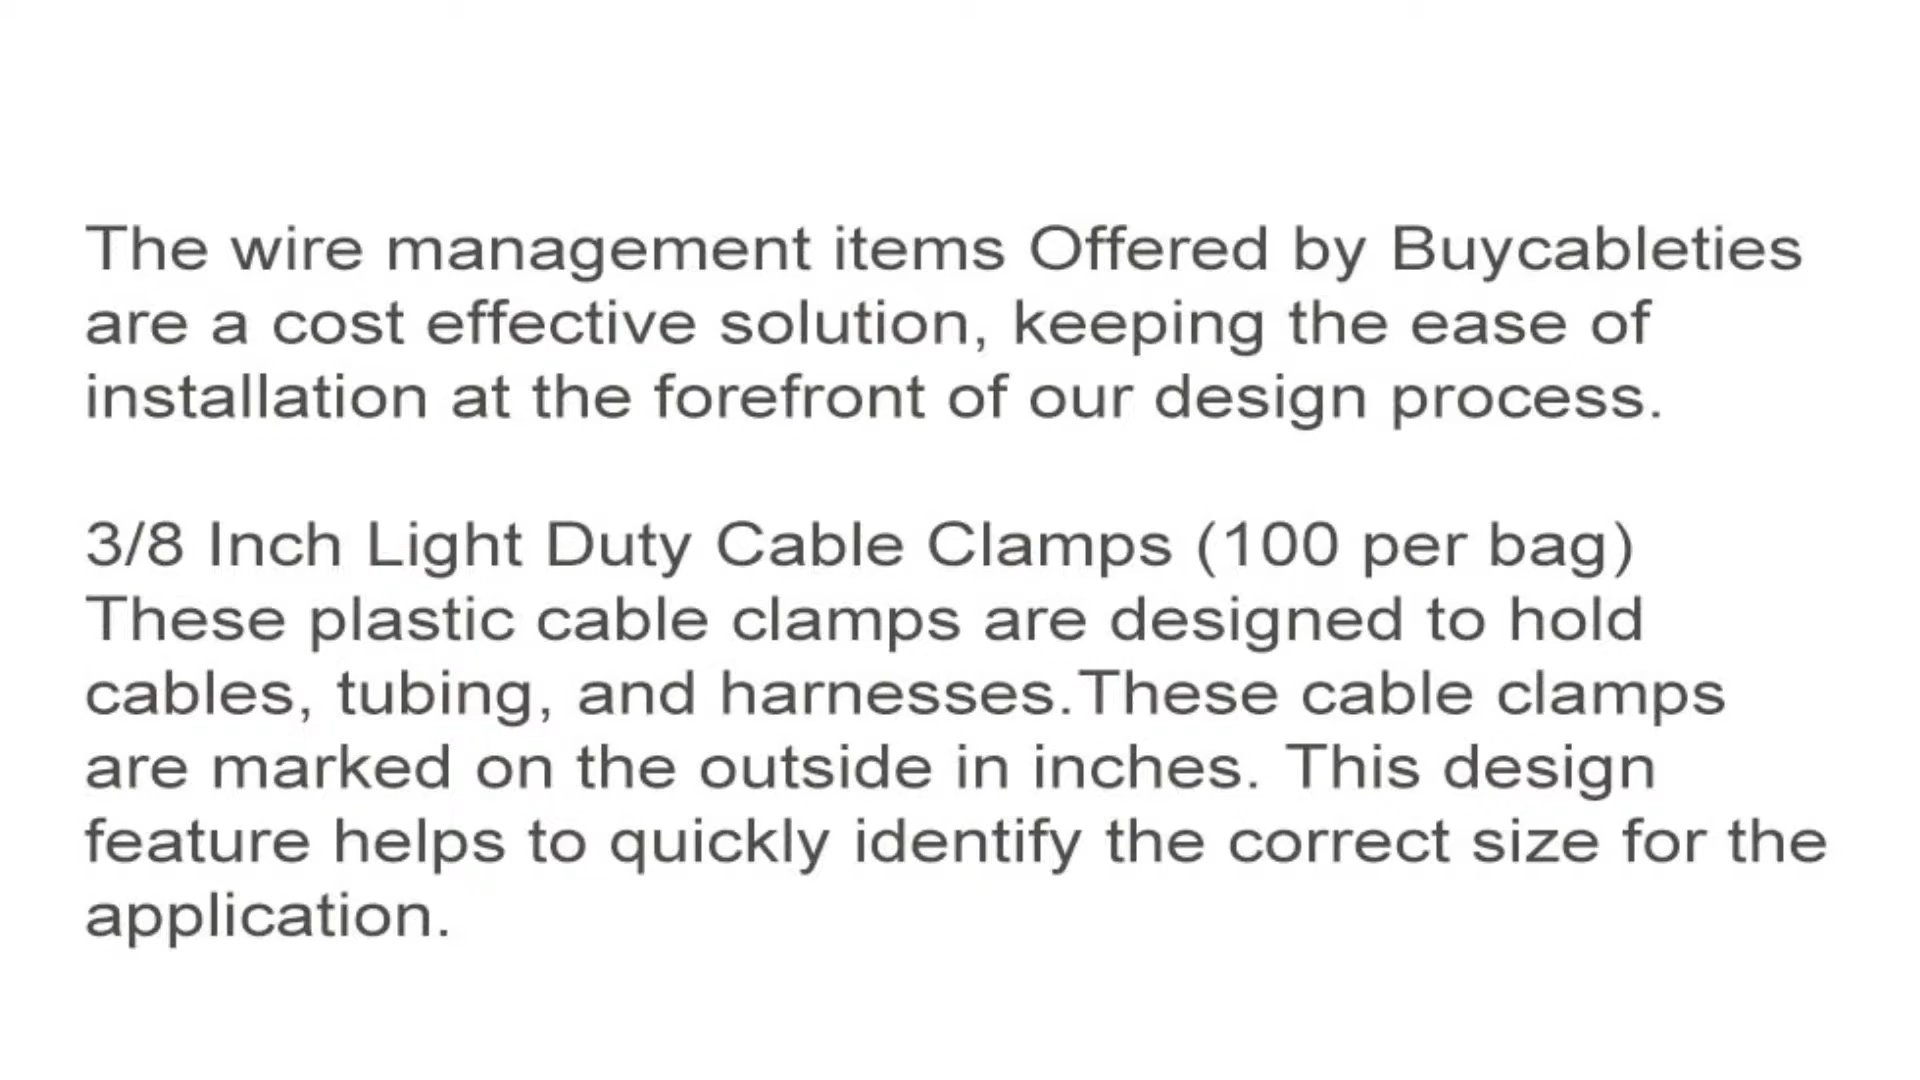 The wire management items Offered by Buycableties
are a cost effective solution, keeping the ease of
installation at the forefront of our design process.
3/8 Inch Light Duty Cable Clamps (100 per bag)
These plastic cable clamps are designed to hold
cables, tubing, and harnesses.These cable clamps
are marked on the outside in inches. This design
feature helps to quickly identify the correct size for the
application.